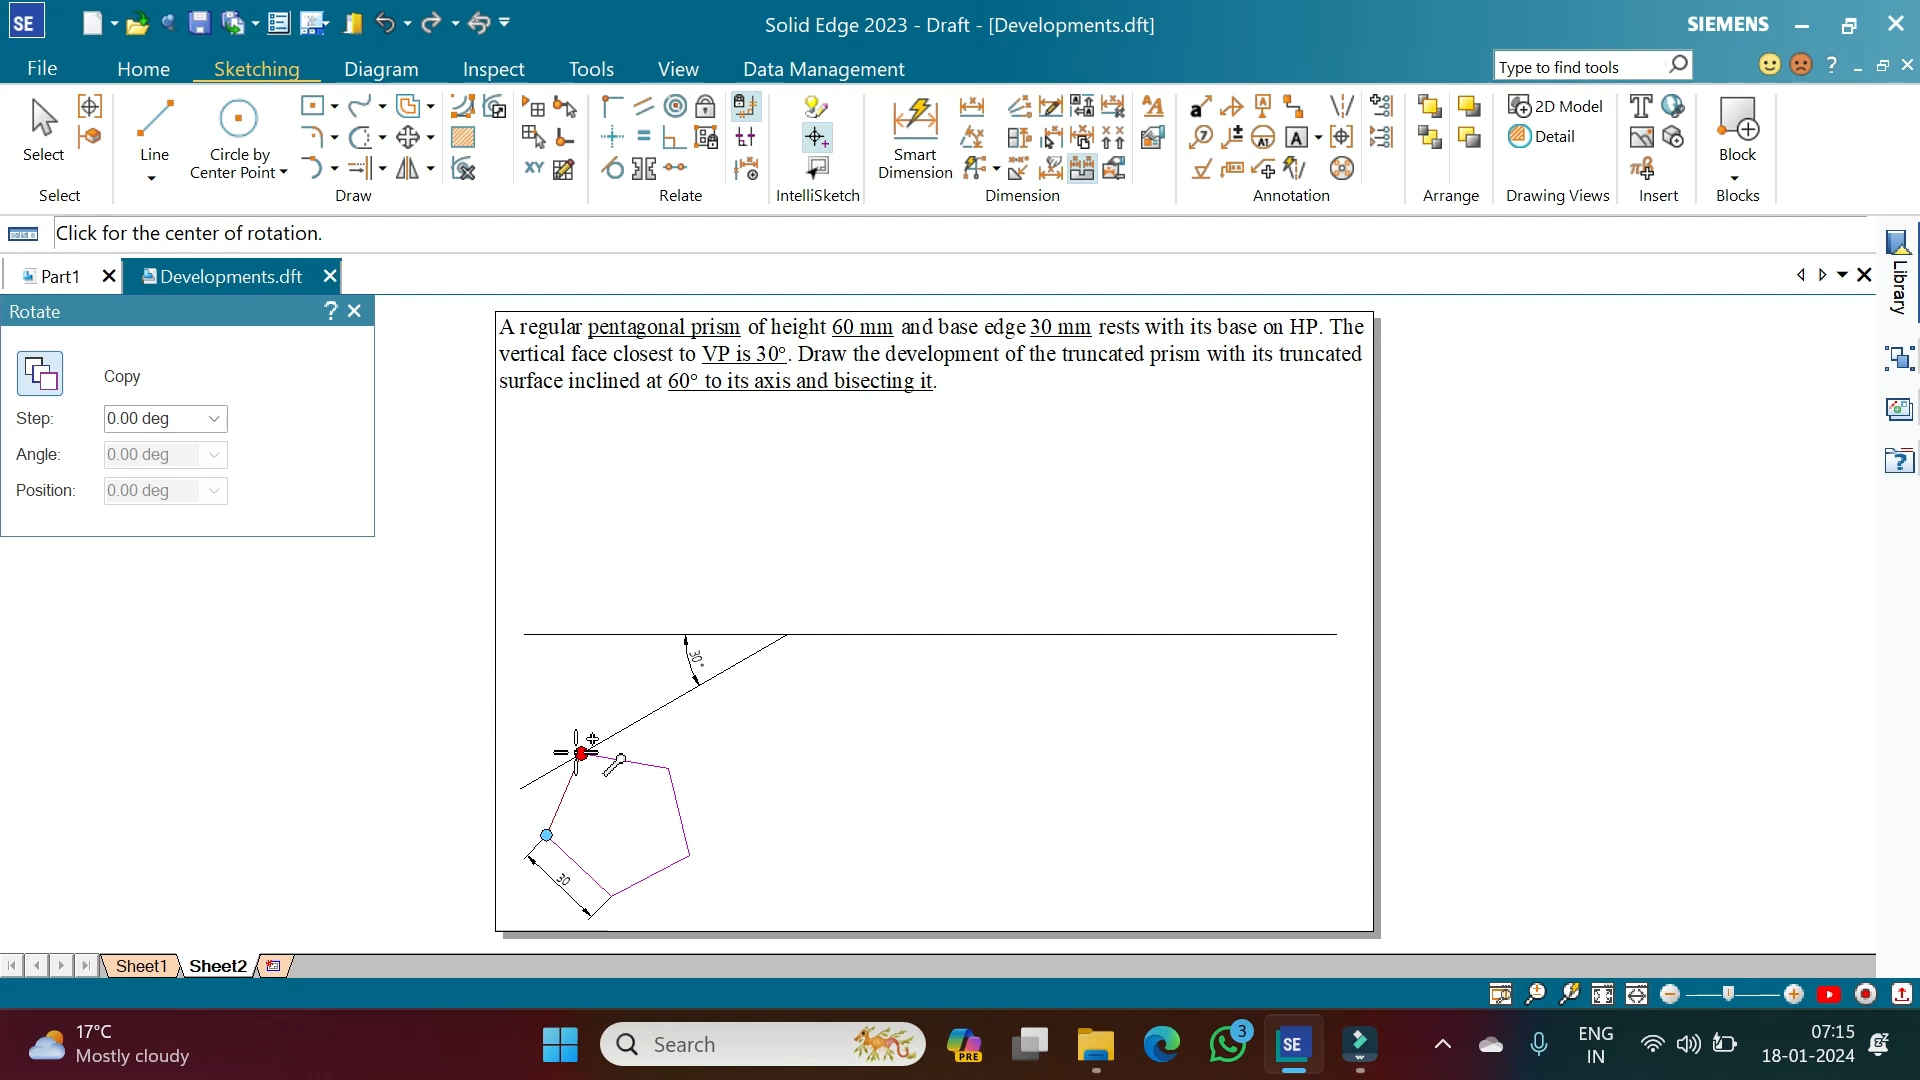 SE
Solid Edge 2023 - Draft - [Developments.dft]
SIEMENS
File
Home
Sketching
Diagram
Inspect
Tools
View
Data Management
Type to find tools
Select
Line
Circle by
Center Point
XY
Smart
Dimension
2D Model
Detail
Block
Select
Draw
Relate
IntelliSketch
Dimension
Annotation
Arrange
Drawing Views
Insert
Blocks
Click for the center of rotation.
Part1
Developments.dft
Library
Rotate
Copy
Step:
0.00 deg
Angle:
0.00 deg
Position:
0.00 deg
A regular pentagonal prism of height 60 mm and base edge 30 mm rests with its base on HP. The
vertical face closest to VP is 30°. Draw the development of the truncated prism with its truncated
surface inclined at 60° to its axis and bisecting it.
30°
30
Sheet1
Sheet2
17°C
Mostly cloudy
Search
PRE
3
SE
ENG
IN
07:15
18-01-2024